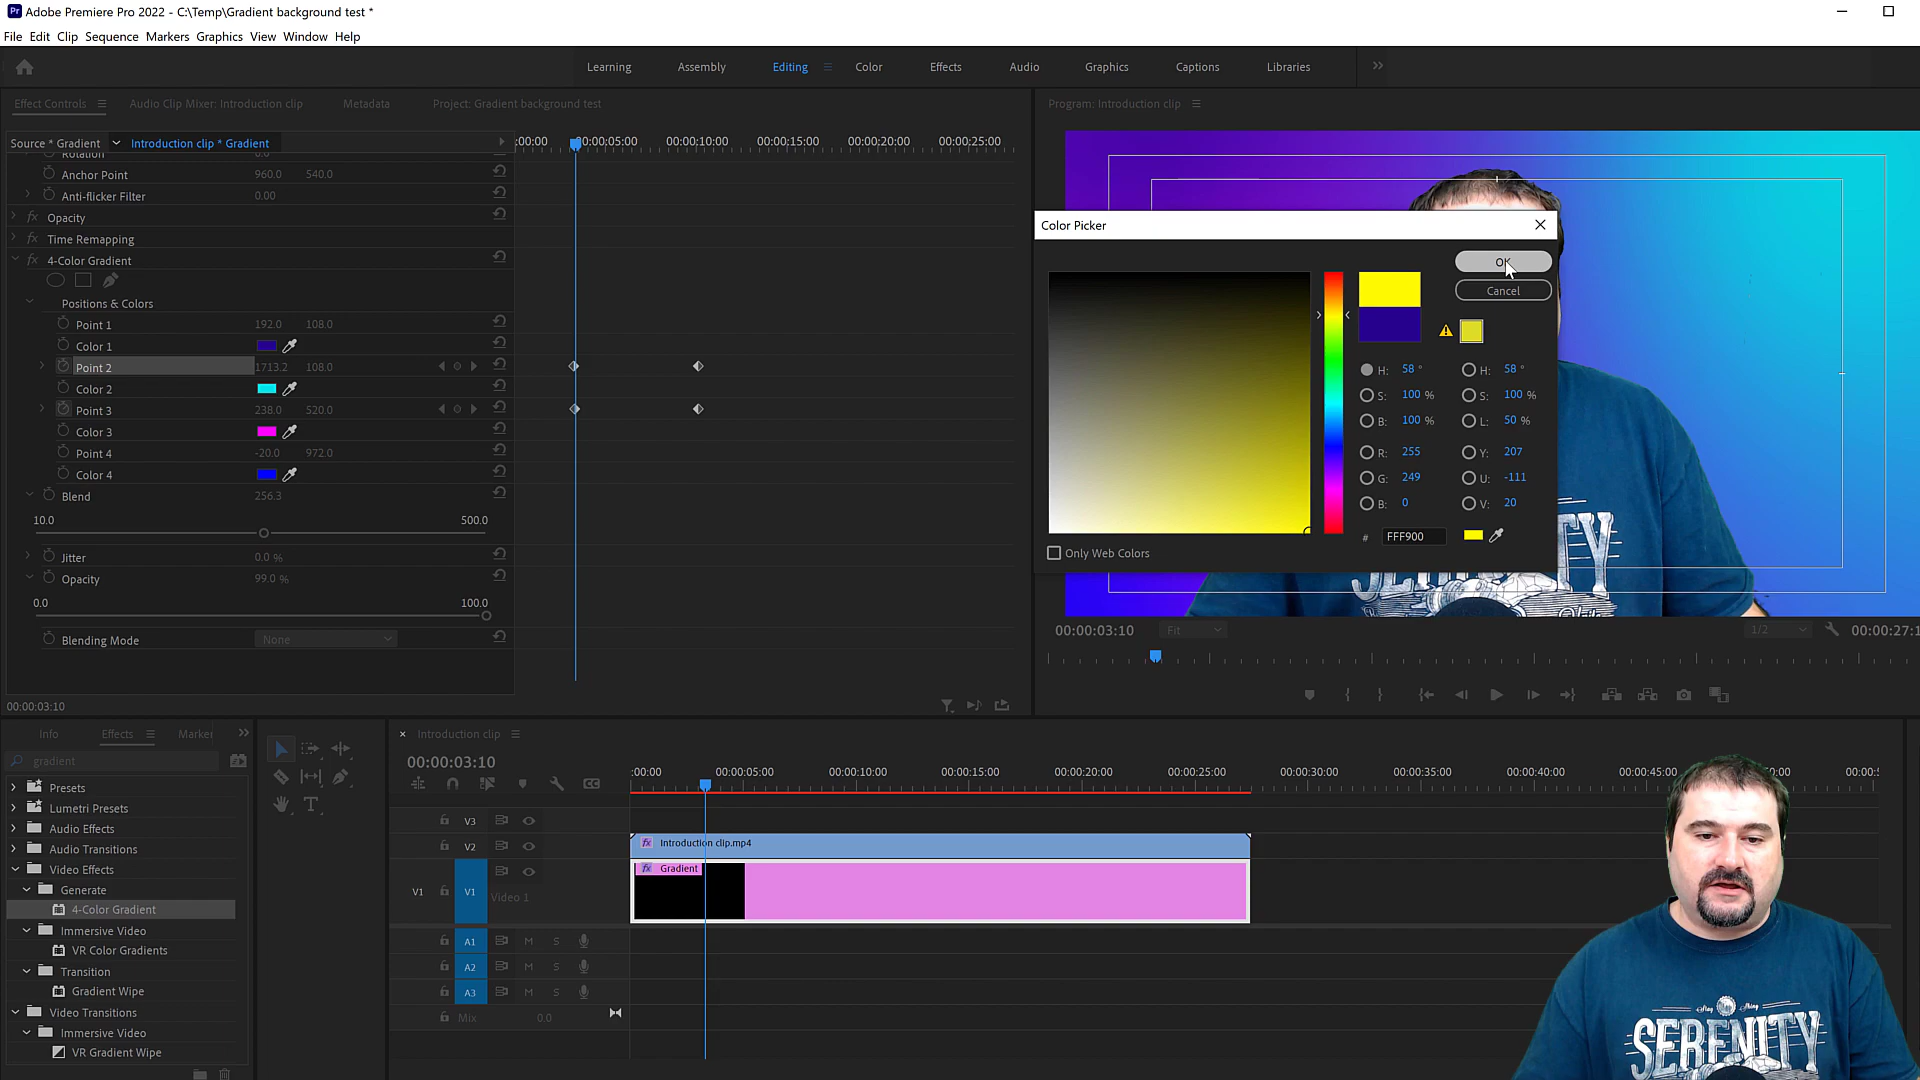 Adobe Premiere Pro 2022 - C:\Temp\Gradient background test *
File Edit Clip Sequence Markers Graphics View Window Help
Learning Assembly Editing Color Effects Audio Graphics Captions Libraries
Effect Controls Audio Clip Mixer: Introduction clip Metadata Project: Gradient background test
Program: Introduction clip
Source * Gradient Introduction clip * Gradient
:00:00 00:00:05:00 00:00:10:00 00:00:15:00 00:00:20:00 00:00:25:00
Rotation 0.0
Anchor Point 960.0 540.0
Anti-flicker Filter 0.00
fx Opacity
fx Time Remapping
fx 4-Color Gradient
Positions & Colors
Point 1 192.0 108.0
Color 1
Point 2 1713.2 108.0
Color 2
Point 3 238.0 520.0
Color 3
Point 4 -20.0 972.0
Color 4
Blend 256.3
10.0 500.0
Jitter 0.0 %
Opacity 99.0 %
0.0 100.0
Blending Mode None
00:00:03:10
Color Picker
OK
Cancel
H: 58 ° H: 58 °
S: 100 % S: 100 %
B: 100 % L: 50 %
R: 255 Y: 207
G: 249 U: -111
B: 0 V: 20
# FFF900
Only Web Colors
00:00:03:10 Fit 1/2 00:00:27:1
Info Effects Marker
gradient
Presets
Lumetri Presets
Audio Effects
Audio Transitions
Video Effects
Generate
4-Color Gradient
Immersive Video
VR Color Gradients
Transition
Gradient Wipe
Video Transitions
Immersive Video
VR Gradient Wipe
Introduction clip
00:00:03:10
:00:00 00:00:05:00 00:00:10:00 00:00:15:00 00:00:20:00 00:00:25:00 00:00:30:00 00:00:35:00 00:00:40:00 00:00:45:00
V3
V2
fx Introduction clip.mp4
V1 V1 Video 1
fx Gradient
A1 M S
A2 M S
A3 M S
Mix 0.0
SERENITY
SERENITY